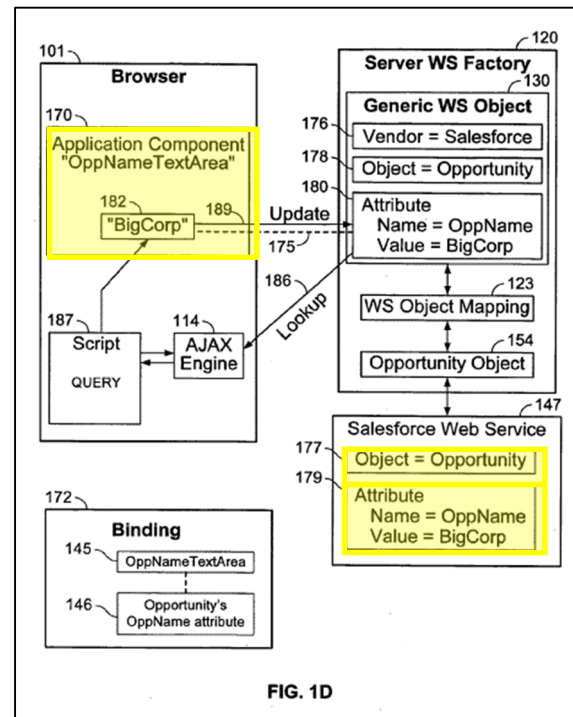 101
Browser
170
Application Component
"OppNameTextArea"
182
"BigCorp"
189
Update
175
186
Lookup
187
Script
QUERY
114
AJAX
Engine
120
Server WS Factory
130
Generic WS Object
176
Vendor = Salesforce
178
Object = Opportunity
180
Attribute
Name = OppName
Value = BigCorp
123
WS Object Mapping
154
Opportunity Object
147
Salesforce Web Service
177
Object = Opportunity
179
Attribute
Name = OppName
Value = BigCorp
172
Binding
145
OppNameTextArea
146
Opportunity's
OppName attribute
FIG. 1D